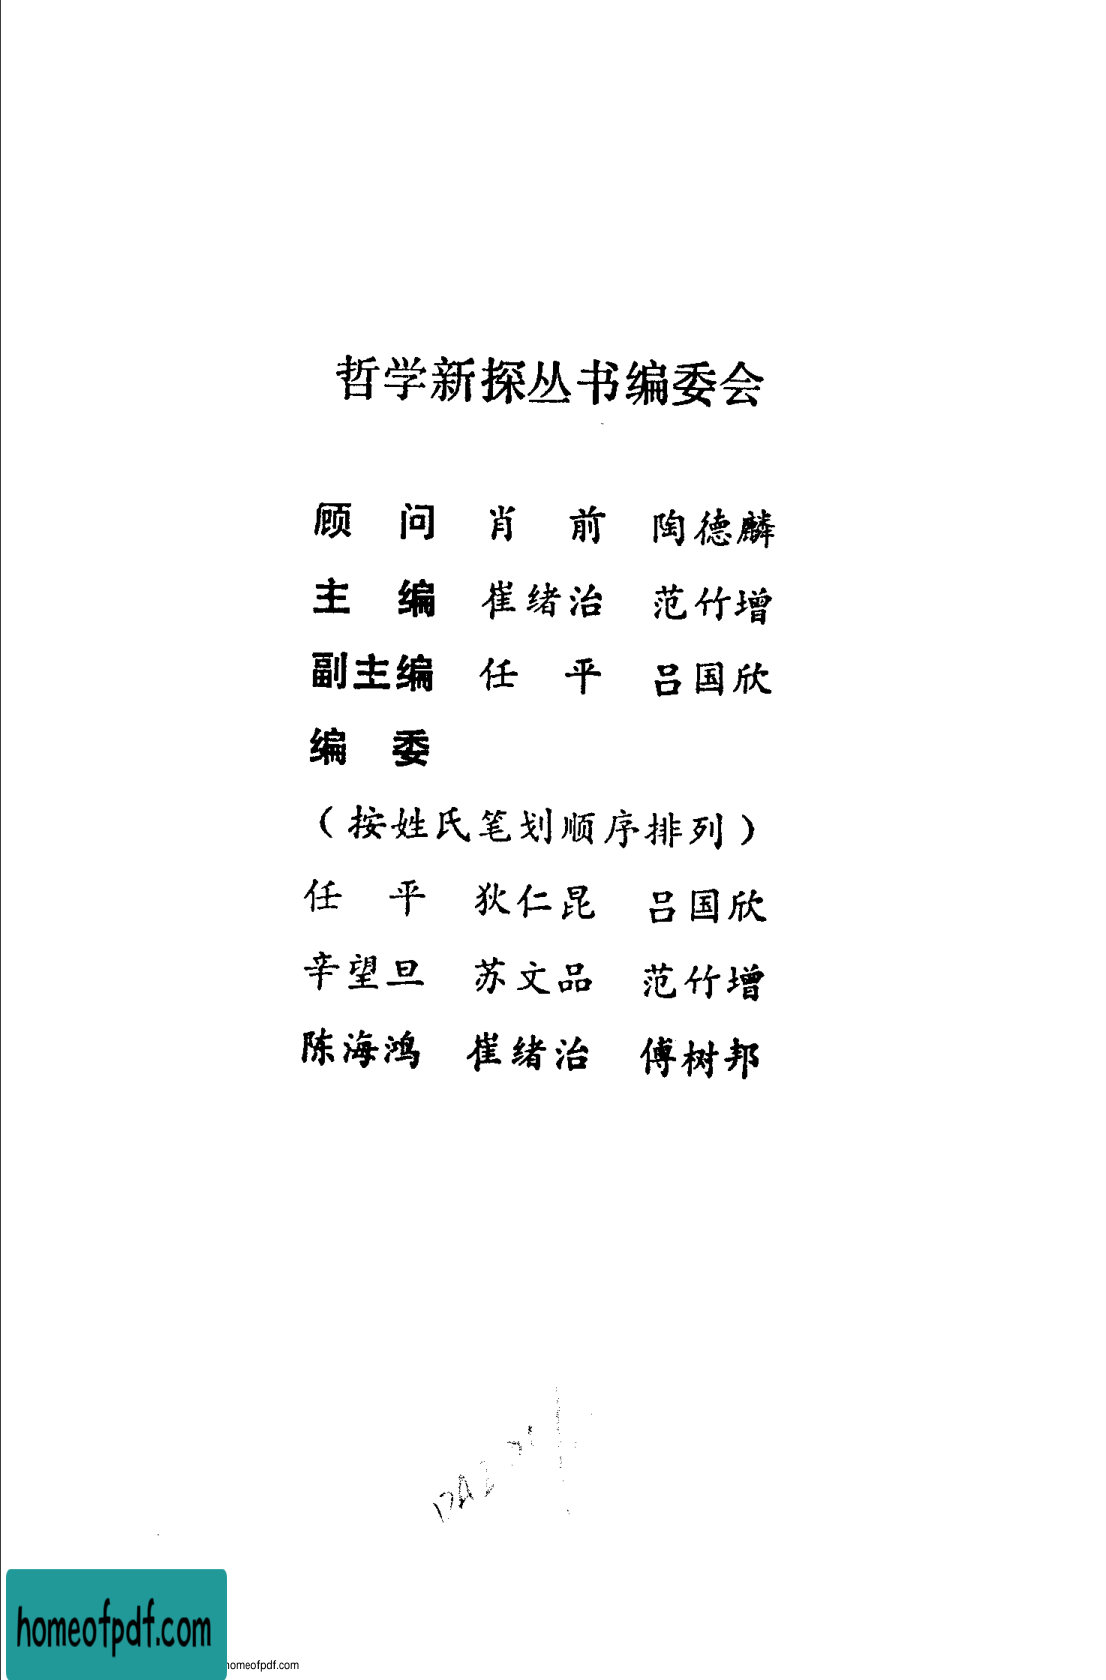 哲学新探丛书编委会
顾　问　肖　前　陶德麟
主　编　崔绪治　范竹增
副主编　任　平　吕国欣
编　委
（按姓氏笔划顺序排列）
任　平　狄仁昆　吕国欣
辛望旦　苏文品　范竹增
陈海鸿　崔绪治　傅树邦
homeofpdf.com
homeofpdf.com